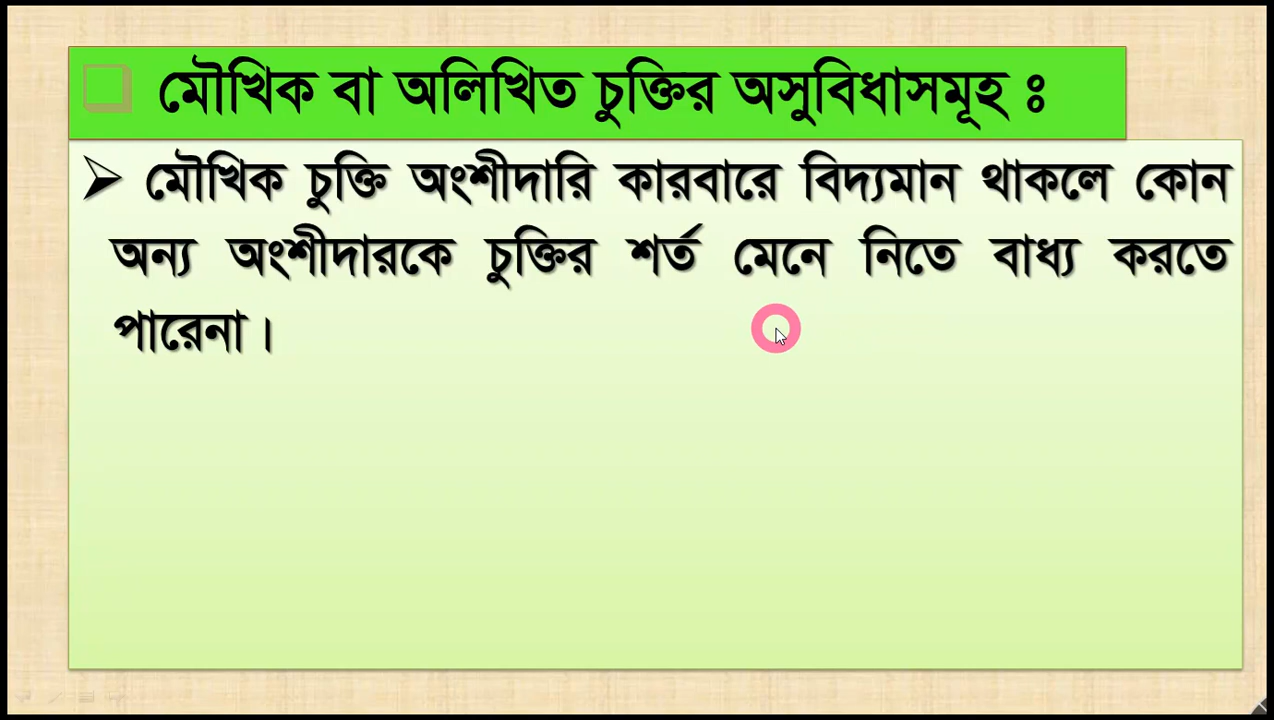 মৌখিক বা অলিখিত চুক্তির অসুবিধাসমূহ ঃ
মৌখিক চুক্তি অংশীদারি কারবারে বিদ্যমান থাকলে কোন
অন্য অংশীদারকে চুক্তির শর্ত মেনে নিতে বাধ্য করতে
পারেনা।